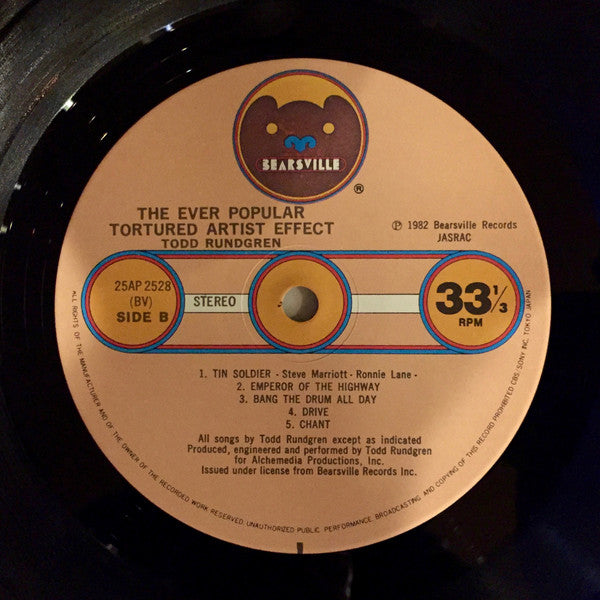 BEARSVILLE
®
THE EVER POPULAR
TORTURED ARTIST EFFECT
TODD RUNDGREN
℗ 1982 Bearsville Records
JASRAC
25AP 2528
(BV)
SIDE B
STEREO
33 1/3
RPM
1. TIN SOLDIER - Steve Marriott - Ronnie Lane -
2. EMPEROR OF THE HIGHWAY
3. BANG THE DRUM ALL DAY
4. DRIVE
5. CHANT
All songs by Todd Rundgren except as indicated
Produced, engineered and performed by Todd Rundgren
for Alchemedia Productions, Inc.
Issued under license from Bearsville Records Inc.
ALL RIGHTS OF THE MANUFACTURER AND OF THE OWNER OF THE RECORDED WORK RESERVED. UNAUTHORIZED PUBLIC PERFORMANCE BROADCASTING AND COPYING OF THIS RECORD PROHIBITED CBS/SONY INC. TOKYO JAPAN